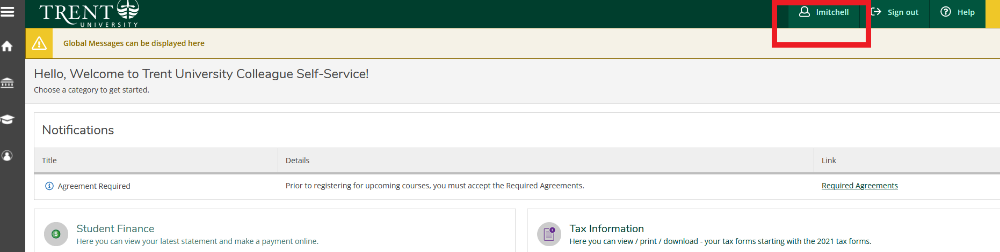 TRENT
UNIVERSITY
lmitchell
Sign out
Help
Global Messages can be displayed here
Hello, Welcome to Trent University Colleague Self-Service!
Choose a category to get started.
Notifications
Title
Details
Link
Agreement Required
Prior to registering for upcoming courses, you must accept the Required Agreements.
Required Agreements
Student Finance
Here you can view your latest statement and make a payment online.
Tax Information
Here you can view / print / download - your tax forms starting with the 2021 tax forms.